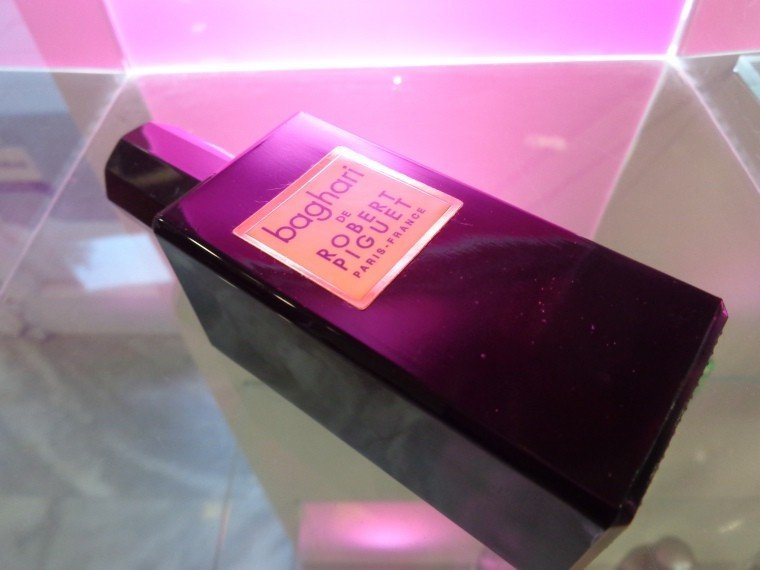 baghari
DE
ROBERT
PIGUET
PARIS-FRANCE